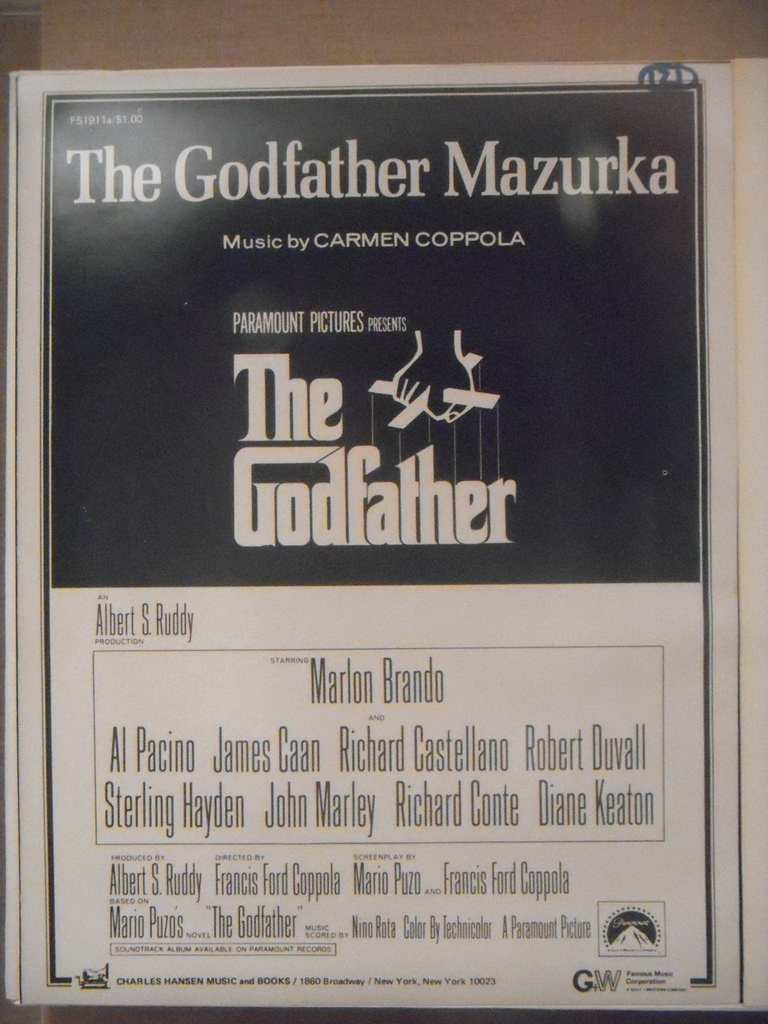 121
F51911a/$1.00
The Godfather Mazurka
Music by CARMEN COPPOLA
PARAMOUNT PICTURES PRESENTS
The
Godfather
AN
Albert S. Ruddy
PRODUCTION
STARRING
Marlon Brando
AND
Al Pacino James Caan Richard Castellano Robert Duvall
Sterling Hayden John Marley Richard Conte Diane Keaton
PRODUCED BY Albert S. Ruddy DIRECTED BY Francis Ford Coppola SCREENPLAY BY Mario Puzo AND Francis Ford Coppola
BASED ON Mario Puzo's NOVEL "The Godfather" MUSIC SCORED BY Nino Rota Color By Technicolor A Paramount Picture
Paramount
SOUNDTRACK ALBUM AVAILABLE ON PARAMOUNT RECORDS
CHARLES HANSEN MUSIC and BOOKS / 1860 Broadway / New York, New York 10023
G+W Famous Music
Corporation